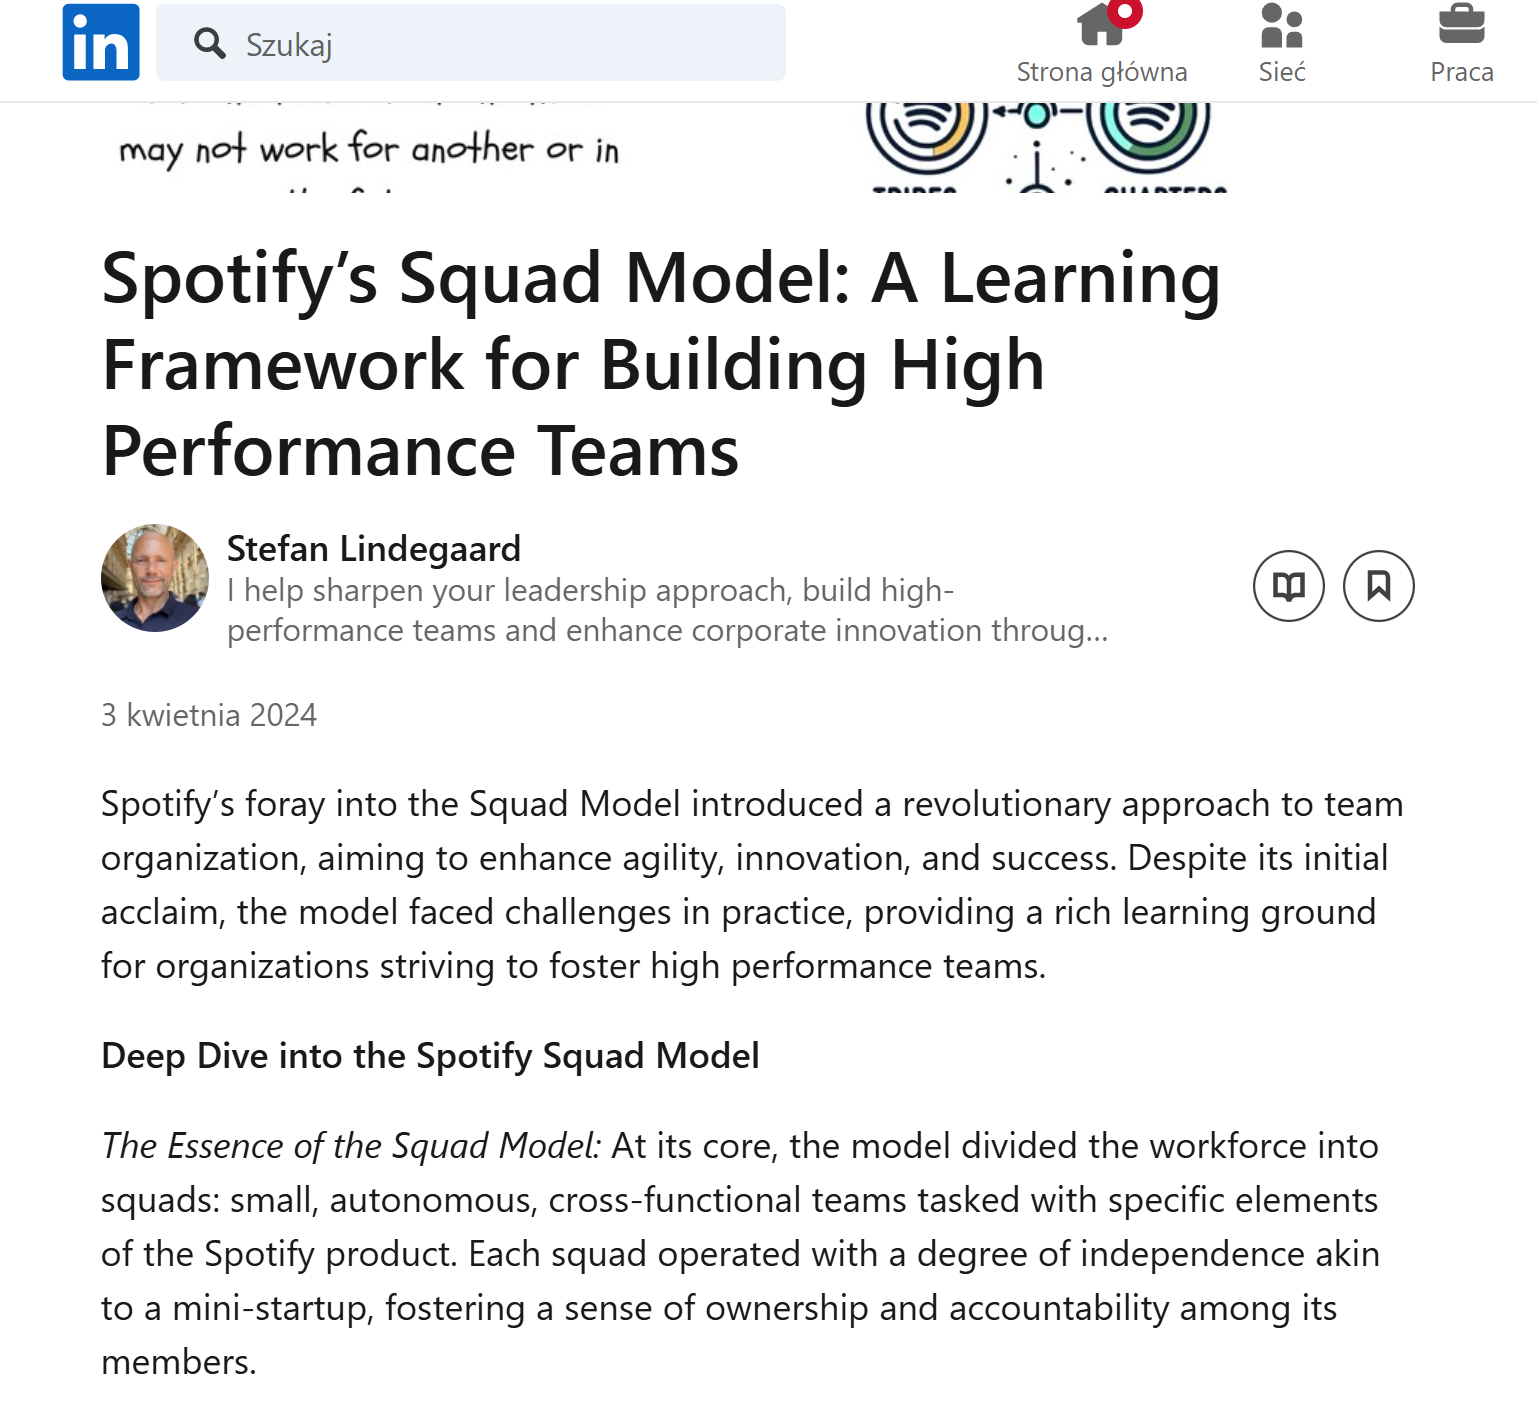 in
Szukaj
Strona główna
Sieć
Praca
may not work for another or in
TRIBES
CHAPTERS
Spotify’s Squad Model: A Learning
Framework for Building High
Performance Teams
Stefan Lindegaard
I help sharpen your leadership approach, build high-
performance teams and enhance corporate innovation throug...
3 kwietnia 2024
Spotify’s foray into the Squad Model introduced a revolutionary approach to team
organization, aiming to enhance agility, innovation, and success. Despite its initial
acclaim, the model faced challenges in practice, providing a rich learning ground
for organizations striving to foster high performance teams.
Deep Dive into the Spotify Squad Model
The Essence of the Squad Model: At its core, the model divided the workforce into
squads: small, autonomous, cross-functional teams tasked with specific elements
of the Spotify product. Each squad operated with a degree of independence akin
to a mini-startup, fostering a sense of ownership and accountability among its
members.